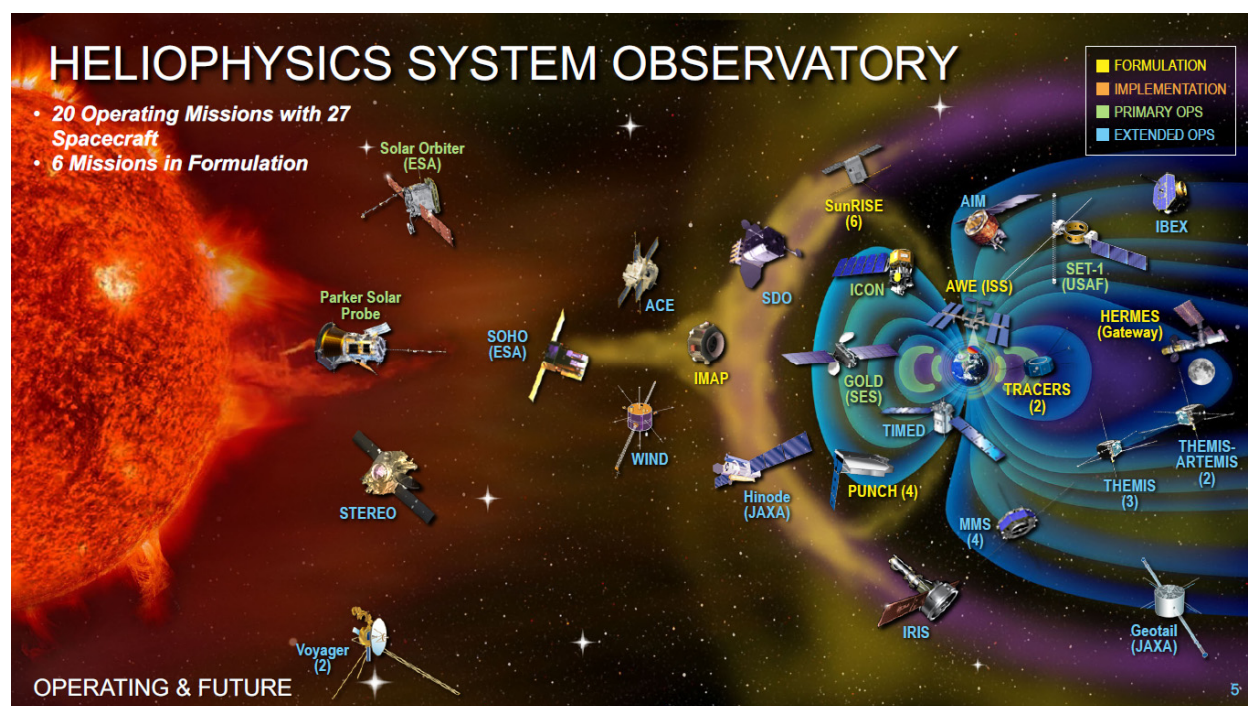 HELIOPHYSICS SYSTEM OBSERVATORY
• 20 Operating Missions with 27
Spacecraft
• 6 Missions in Formulation
FORMULATION
IMPLEMENTATION
PRIMARY OPS
EXTENDED OPS
Solar Orbiter
(ESA)
Parker Solar
Probe
STEREO
Voyager
(2)
SOHO
(ESA)
ACE
WIND
IMAP
SDO
Hinode
(JAXA)
SunRISE
(6)
ICON
GOLD
(SES)
TIMED
PUNCH (4)
IRIS
AIM
AWE (ISS)
SET-1
(USAF)
IBEX
HERMES
(Gateway)
TRACERS
(2)
THEMIS-
ARTEMIS
(2)
THEMIS
(3)
MMS
(4)
Geotail
(JAXA)
OPERATING & FUTURE
5